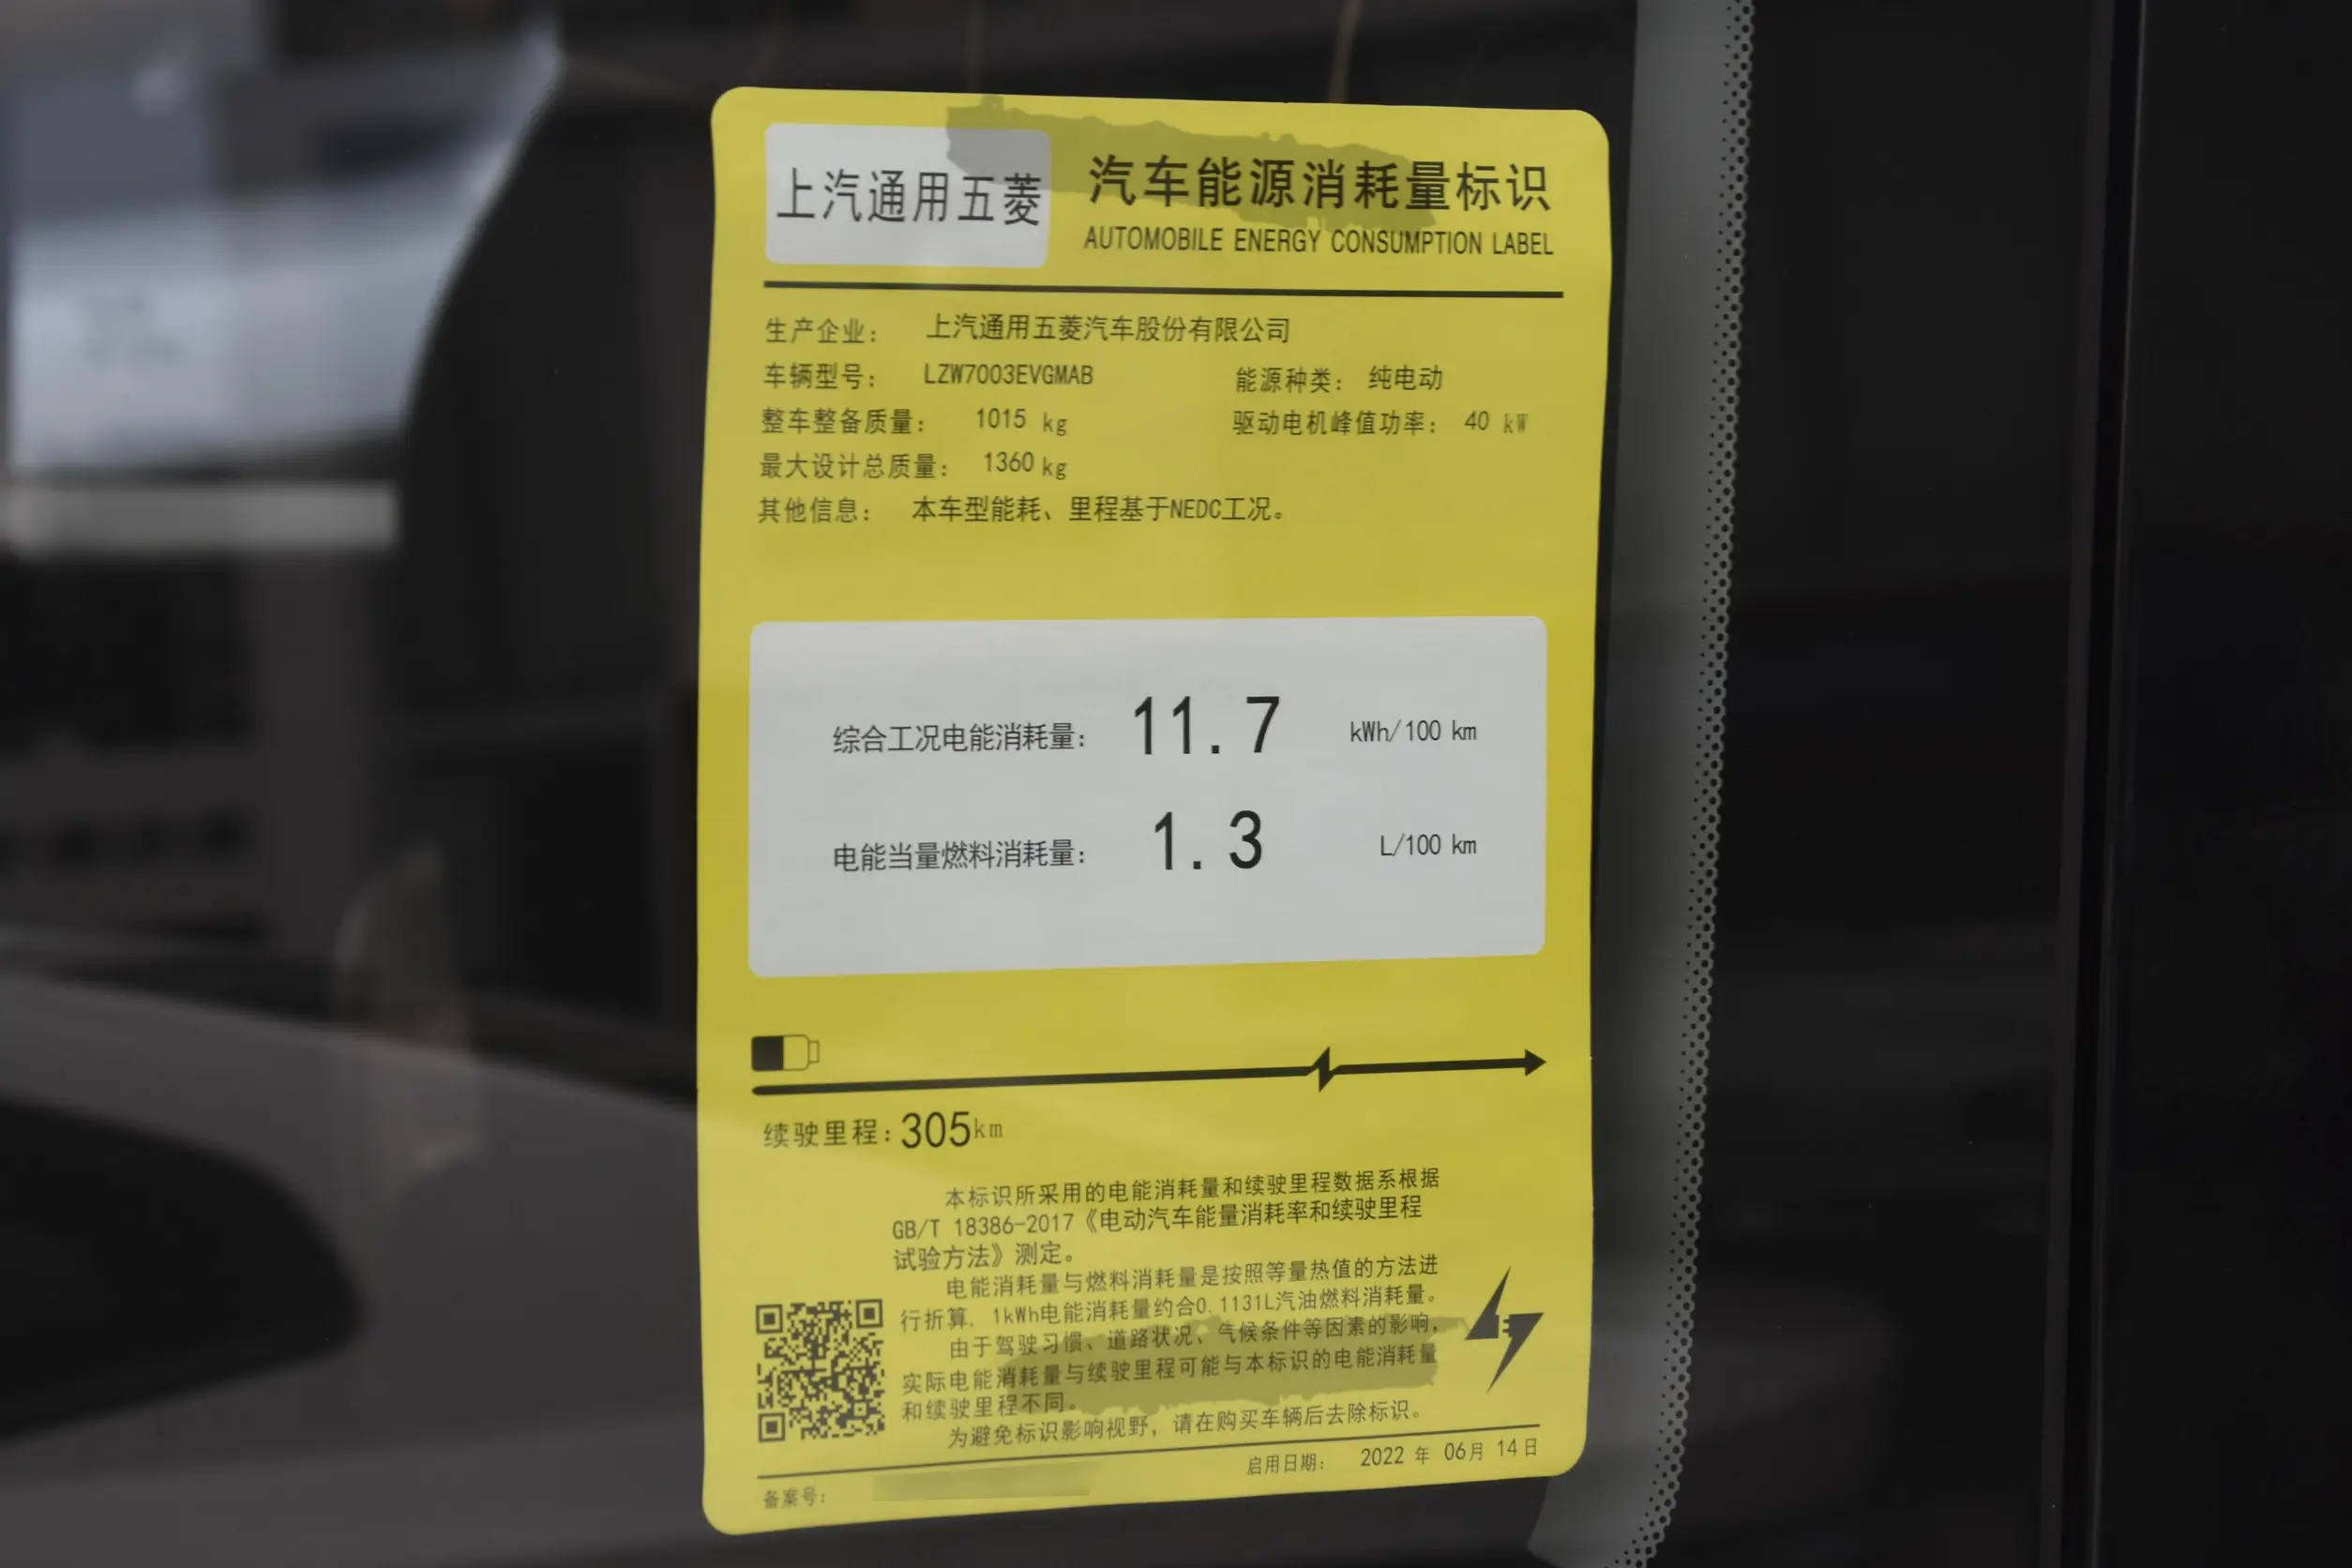 上汽通用五菱
汽车能源消耗量标识
AUTOMOBILE ENERGY CONSUMPTION LABEL
生产企业： 上汽通用五菱汽车股份有限公司
车辆型号： LZW7003EVGMAB 能源种类： 纯电动
整车整备质量： 1015 kg 驱动电机峰值功率： 40 kW
最大设计总质量： 1360 kg
其他信息： 本车型能耗、里程基于NEDC工况。
综合工况电能消耗量： 11.7 kWh/100 km
电能当量燃料消耗量： 1.3 L/100 km
续驶里程：305km
本标识所采用的电能消耗量和续驶里程数据系根据
GB/T 18386-2017《电动汽车能量消耗率和续驶里程
试验方法》测定。
电能消耗量与燃料消耗量是按照等量热值的方法进
行折算，1kWh电能消耗量约合0.1131L汽油燃料消耗量。
由于驾驶习惯、道路状况、气候条件等因素的影响，
实际电能消耗量与续驶里程可能与本标识的电能消耗量
和续驶里程不同。
为避免标识影响视野，请在购买车辆后去除标识。
启用日期： 2022 年 06月 14日
备案号：